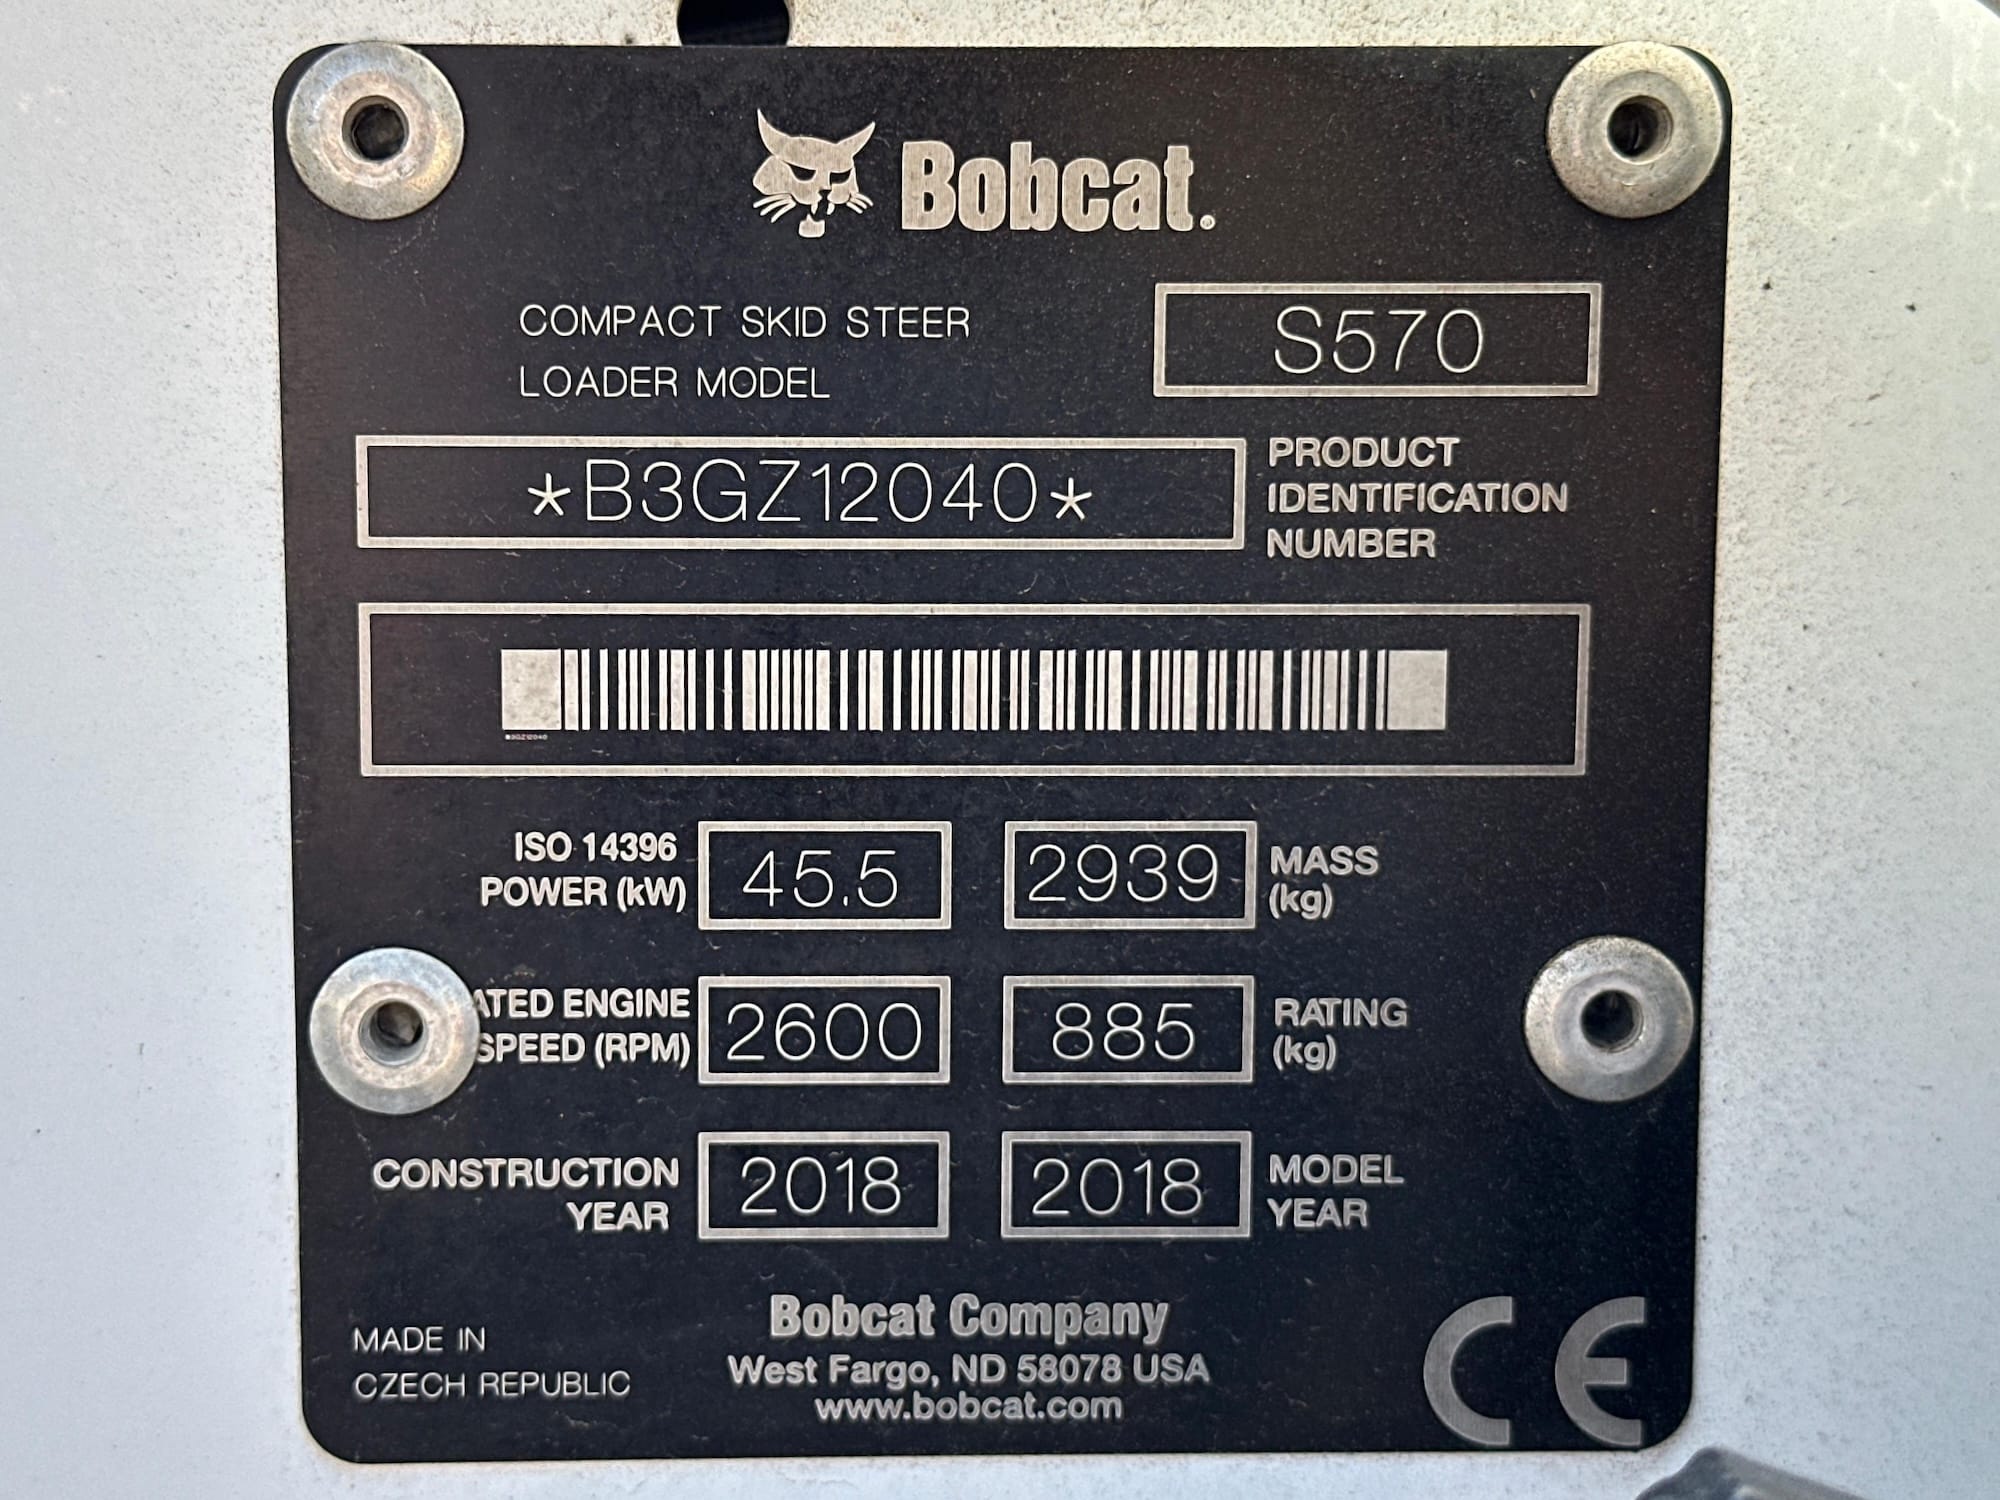 Bobcat.®
COMPACT SKID STEER
LOADER MODEL
S570
*B3GZ12040*
PRODUCT
IDENTIFICATION
NUMBER
B3GZ12040
ISO 14396
POWER (kW)
45.5
2939
MASS
(kg)
ATED ENGINE
SPEED (RPM)
2600
885
RATING
(kg)
CONSTRUCTION
YEAR
2018
2018
MODEL
YEAR
MADE IN
CZECH REPUBLIC
Bobcat Company
West Fargo, ND 58078 USA
www.bobcat.com
CE